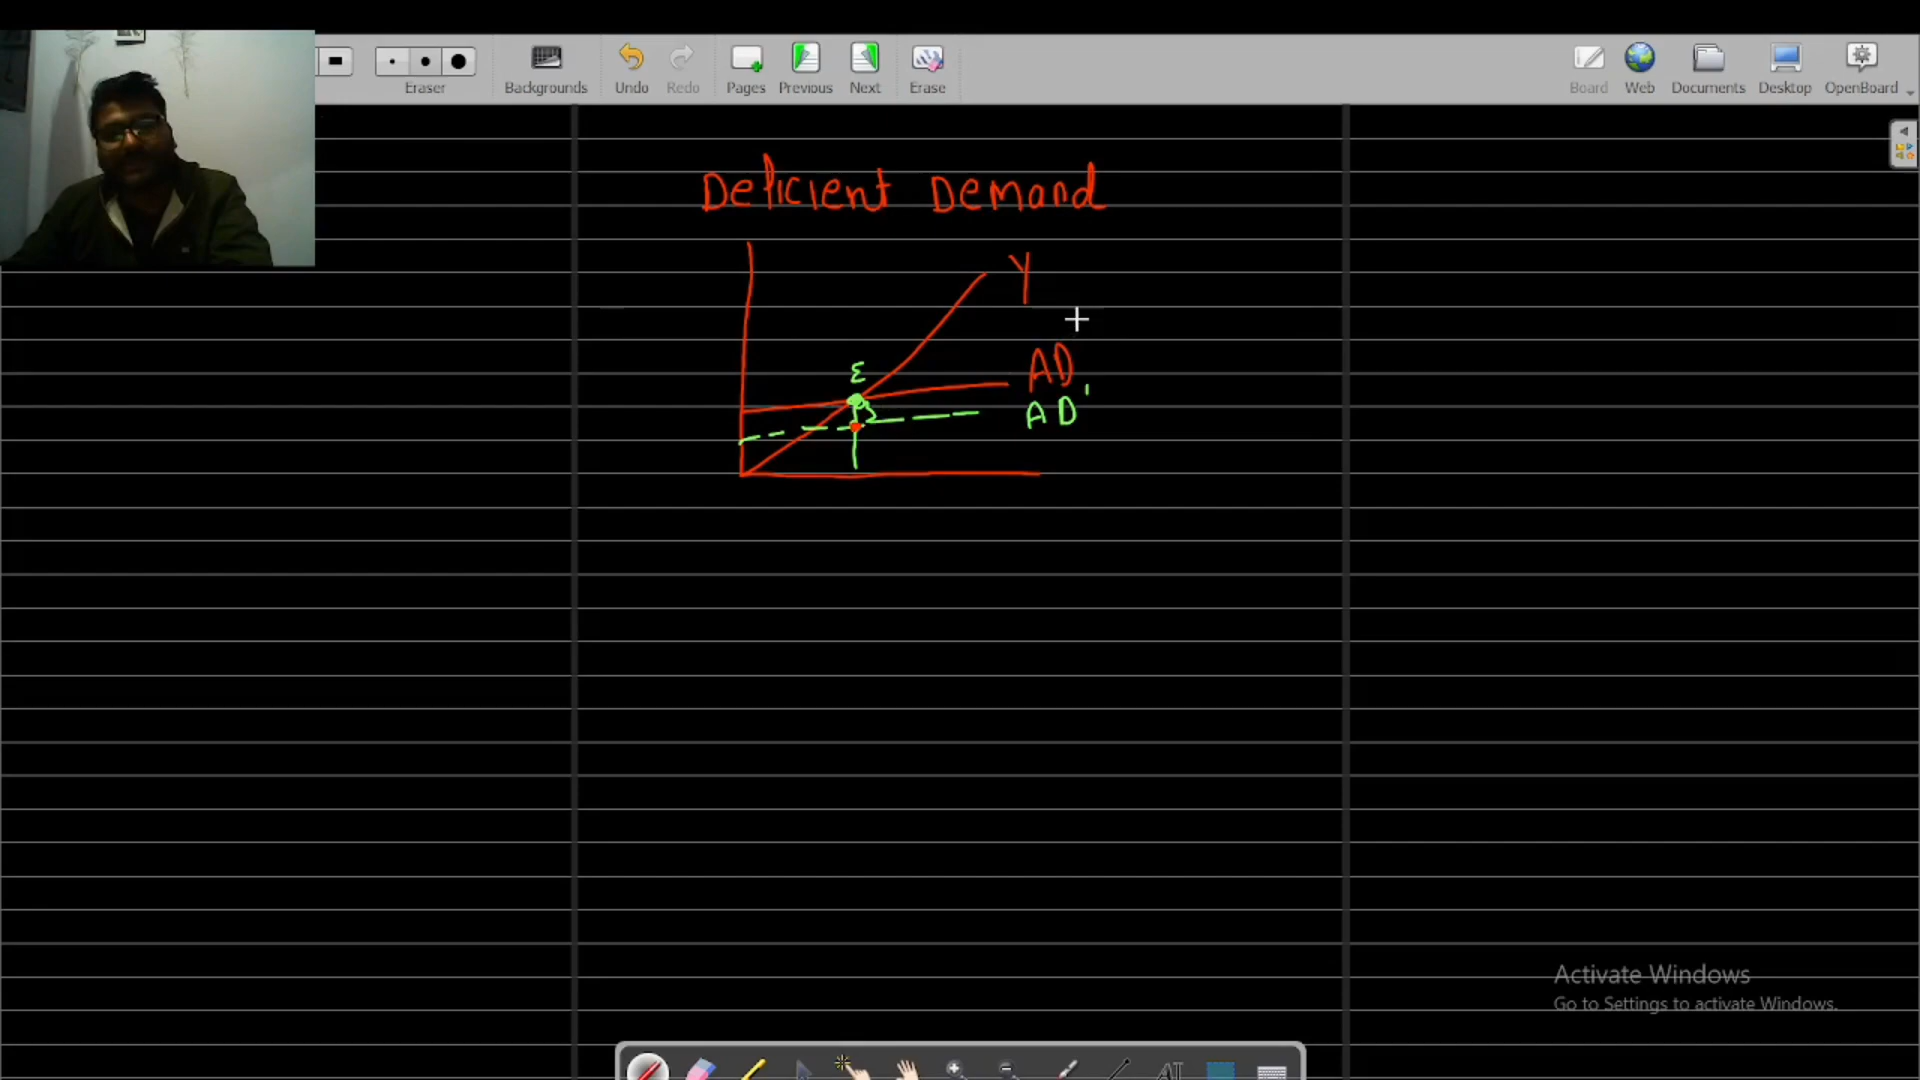 Eraser
Backgrounds
Undo
Redo
Pages
Previous
Next
Erase
Board
Web
Documents
Desktop
OpenBoard
Deficient Demand
Y
E
AD
AD'
Activate Windows
Go to Settings to activate Windows.